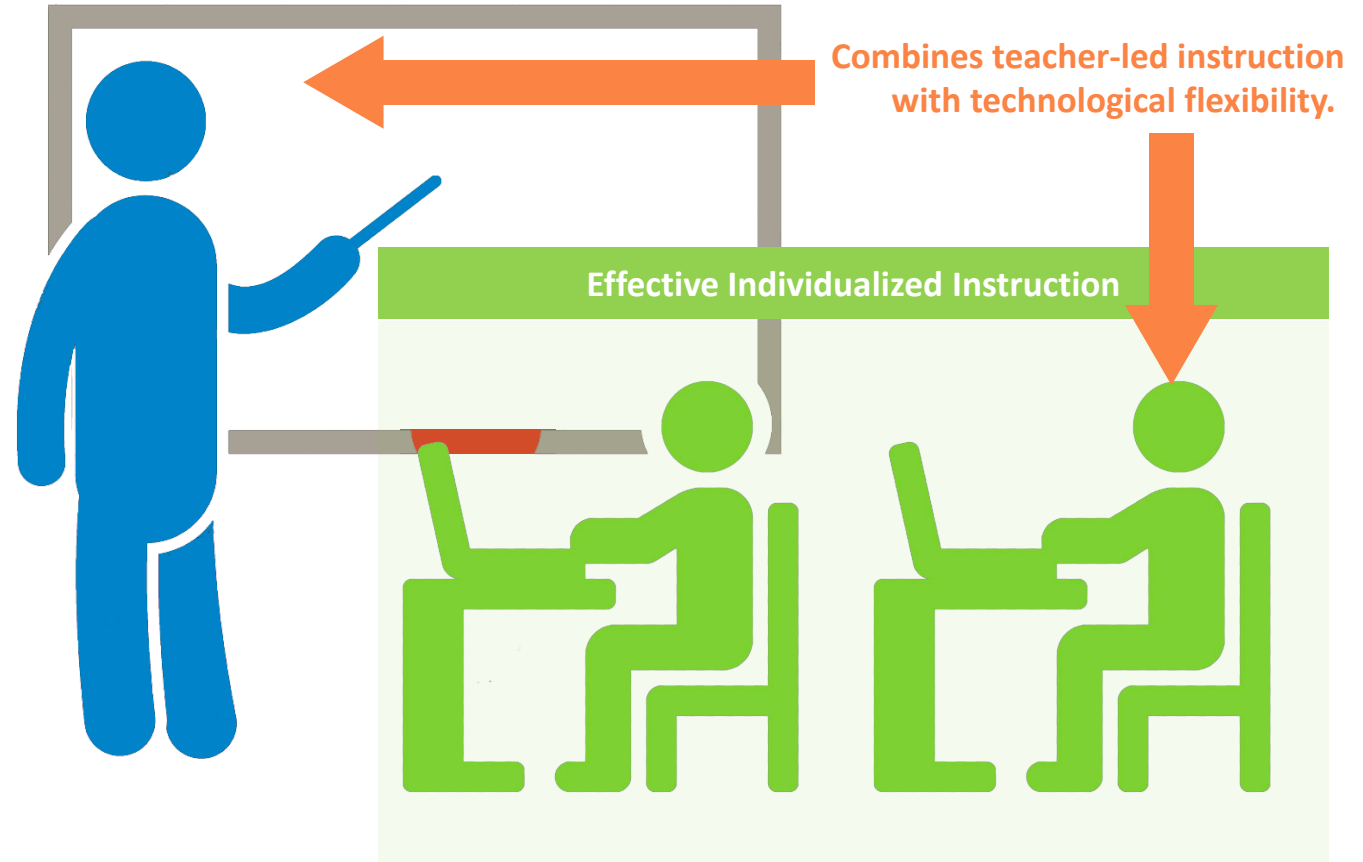 Combines teacher-led instruction
with technological flexibility.
Effective Individualized Instruction